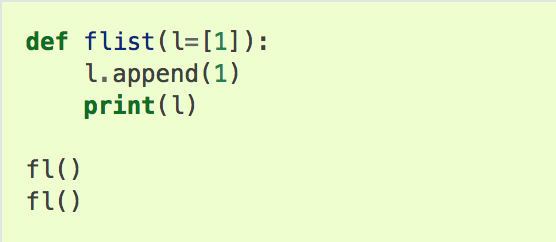 def flist(l=[1]):
    l.append(1)
    print(l)

fl()
fl()